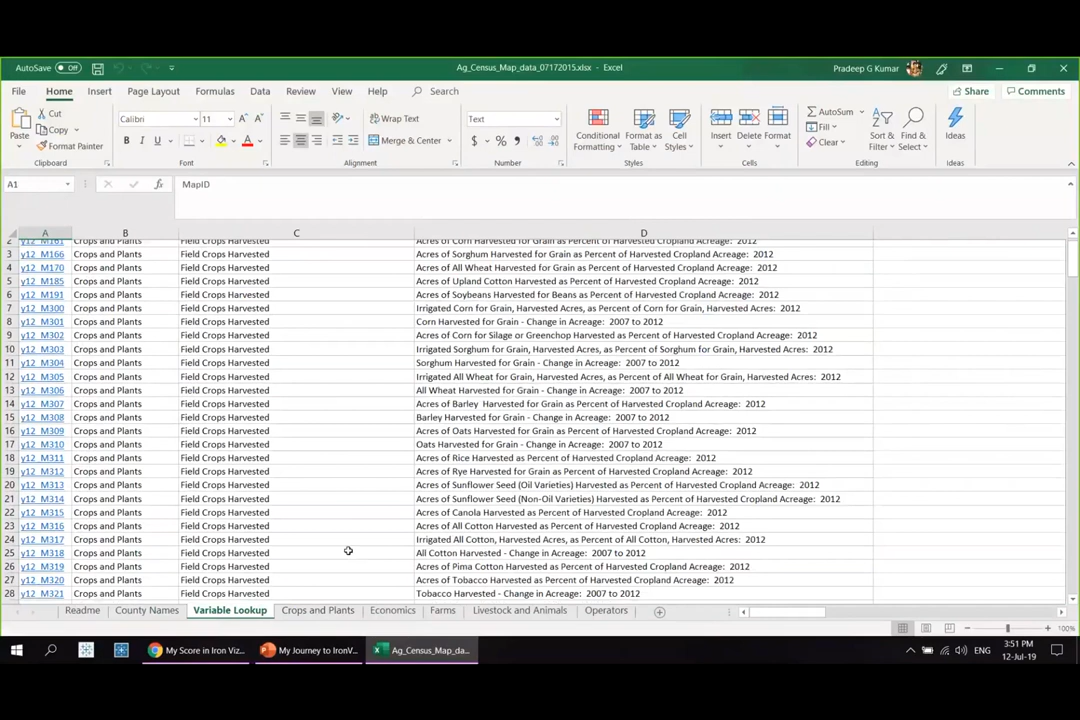 AutoSave Off Ag_Census_Map_data_07172015.xlsx - Excel Pradeep G Kumar
File Home Insert Page Layout Formulas Data Review View Help Search Share Comments
Paste Cut Copy Format Painter
Calibri 11 Wrap Text Merge & Center Text
Conditional Formatting Format as Table Cell Styles Insert Delete Format
AutoSum Fill Clear Sort & Filter Find & Select Ideas
Clipboard Font Alignment Number Styles Cells Editing Ideas
A1 fx MapID
A B C D
2 y12_M161 Crops and Plants Field Crops Harvested Acres of Corn Harvested for Grain as Percent of Harvested Cropland Acreage: 2012
3 y12_M166 Crops and Plants Field Crops Harvested Acres of Sorghum Harvested for Grain as Percent of Harvested Cropland Acreage: 2012
4 y12_M170 Crops and Plants Field Crops Harvested Acres of All Wheat Harvested for Grain as Percent of Harvested Cropland Acreage: 2012
5 y12_M185 Crops and Plants Field Crops Harvested Acres of Upland Cotton Harvested as Percent of Harvested Cropland Acreage: 2012
6 y12_M191 Crops and Plants Field Crops Harvested Acres of Soybeans Harvested for Beans as Percent of Harvested Cropland Acreage: 2012
7 y12_M300 Crops and Plants Field Crops Harvested Irrigated Corn for Grain, Harvested Acres, as Percent of Corn for Grain, Harvested Acres: 2012
8 y12_M301 Crops and Plants Field Crops Harvested Corn Harvested for Grain - Change in Acreage: 2007 to 2012
9 y12_M302 Crops and Plants Field Crops Harvested Acres of Corn for Silage or Greenchop Harvested as Percent of Harvested Cropland Acreage: 2012
10 y12_M303 Crops and Plants Field Crops Harvested Irrigated Sorghum for Grain, Harvested Acres, as Percent of Sorghum for Grain, Harvested Acres: 2012
11 y12_M304 Crops and Plants Field Crops Harvested Sorghum Harvested for Grain - Change in Acreage: 2007 to 2012
12 y12_M305 Crops and Plants Field Crops Harvested Irrigated All Wheat for Grain, Harvested Acres, as Percent of All Wheat for Grain, Harvested Acres: 2012
13 y12_M306 Crops and Plants Field Crops Harvested All Wheat Harvested for Grain - Change in Acreage: 2007 to 2012
14 y12_M307 Crops and Plants Field Crops Harvested Acres of Barley Harvested for Grain as Percent of Harvested Cropland Acreage: 2012
15 y12_M308 Crops and Plants Field Crops Harvested Barley Harvested for Grain - Change in Acreage: 2007 to 2012
16 y12_M309 Crops and Plants Field Crops Harvested Acres of Oats Harvested for Grain as Percent of Harvested Cropland Acreage: 2012
17 y12_M310 Crops and Plants Field Crops Harvested Oats Harvested for Grain - Change in Acreage: 2007 to 2012
18 y12_M311 Crops and Plants Field Crops Harvested Acres of Rice Harvested as Percent of Harvested Cropland Acreage: 2012
19 y12_M312 Crops and Plants Field Crops Harvested Acres of Rye Harvested for Grain as Percent of Harvested Cropland Acreage: 2012
20 y12_M313 Crops and Plants Field Crops Harvested Acres of Sunflower Seed (Oil Varieties) Harvested as Percent of Harvested Cropland Acreage: 2012
21 y12_M314 Crops and Plants Field Crops Harvested Acres of Sunflower Seed (Non-Oil Varieties) Harvested as Percent of Harvested Cropland Acreage: 2012
22 y12_M315 Crops and Plants Field Crops Harvested Acres of Canola Harvested as Percent of Harvested Cropland Acreage: 2012
23 y12_M316 Crops and Plants Field Crops Harvested Acres of All Cotton Harvested as Percent of Harvested Cropland Acreage: 2012
24 y12_M317 Crops and Plants Field Crops Harvested Irrigated All Cotton, Harvested Acres, as Percent of All Cotton, Harvested Acres: 2012
25 y12_M318 Crops and Plants Field Crops Harvested All Cotton Harvested - Change in Acreage: 2007 to 2012
26 y12_M319 Crops and Plants Field Crops Harvested Acres of Pima Cotton Harvested as Percent of Harvested Cropland Acreage: 2012
27 y12_M320 Crops and Plants Field Crops Harvested Acres of Tobacco Harvested as Percent of Harvested Cropland Acreage: 2012
28 y12_M321 Crops and Plants Field Crops Harvested Tobacco Harvested - Change in Acreage: 2007 to 2012
Readme County Names Variable Lookup Crops and Plants Economics Farms Livestock and Animals Operators
100%
My Score in Iron Viz... My Journey to IronV... Ag_Census_Map_da... ENG 3:51 PM
12-Jul-19